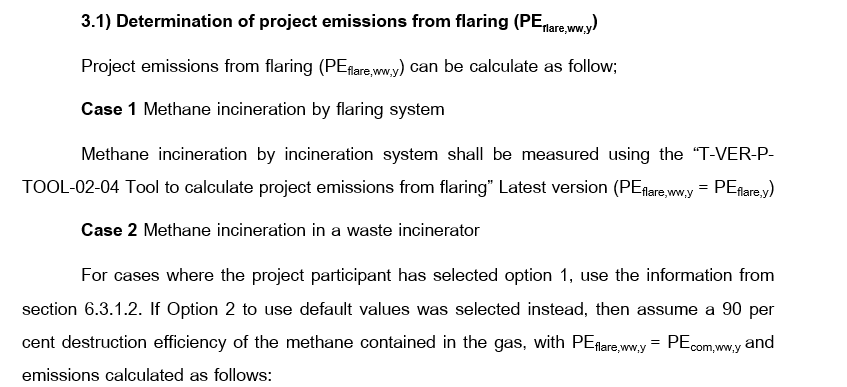 3.1) Determination of project emissions from flaring (PEflare,ww,y)
Project emissions from flaring (PEflare,ww,y) can be calculate as follow;
Case 1 Methane incineration by flaring system
Methane incineration by incineration system shall be measured using the “T-VER-P-
TOOL-02-04 Tool to calculate project emissions from flaring” Latest version (PEflare,ww,y = PEflare,y)
Case 2 Methane incineration in a waste incinerator
For cases where the project participant has selected option 1, use the information from
section 6.3.1.2. If Option 2 to use default values was selected instead, then assume a 90 per
cent destruction efficiency of the methane contained in the gas, with PEflare,ww,y = PEcom,ww,y and
emissions calculated as follows: